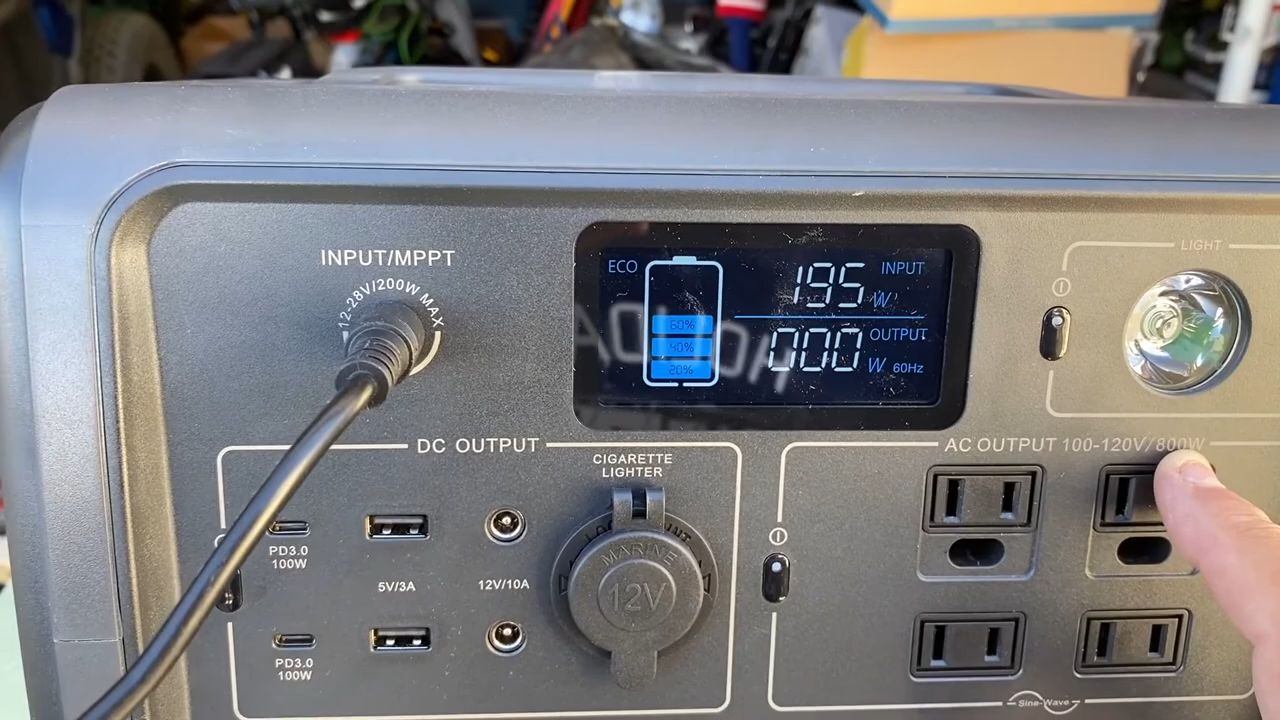 INPUT/MPPT
12-28V/200W MAX
ECO
60%
40%
20%
195 W INPUT
000 W OUTPUT
60Hz
LIGHT
DC OUTPUT
CIGARETTE
LIGHTER
PD3.0
100W
5V/3A
12V/10A
MARINE
12V
PD3.0
100W
AC OUTPUT 100-120V/800W
Sine-Wave